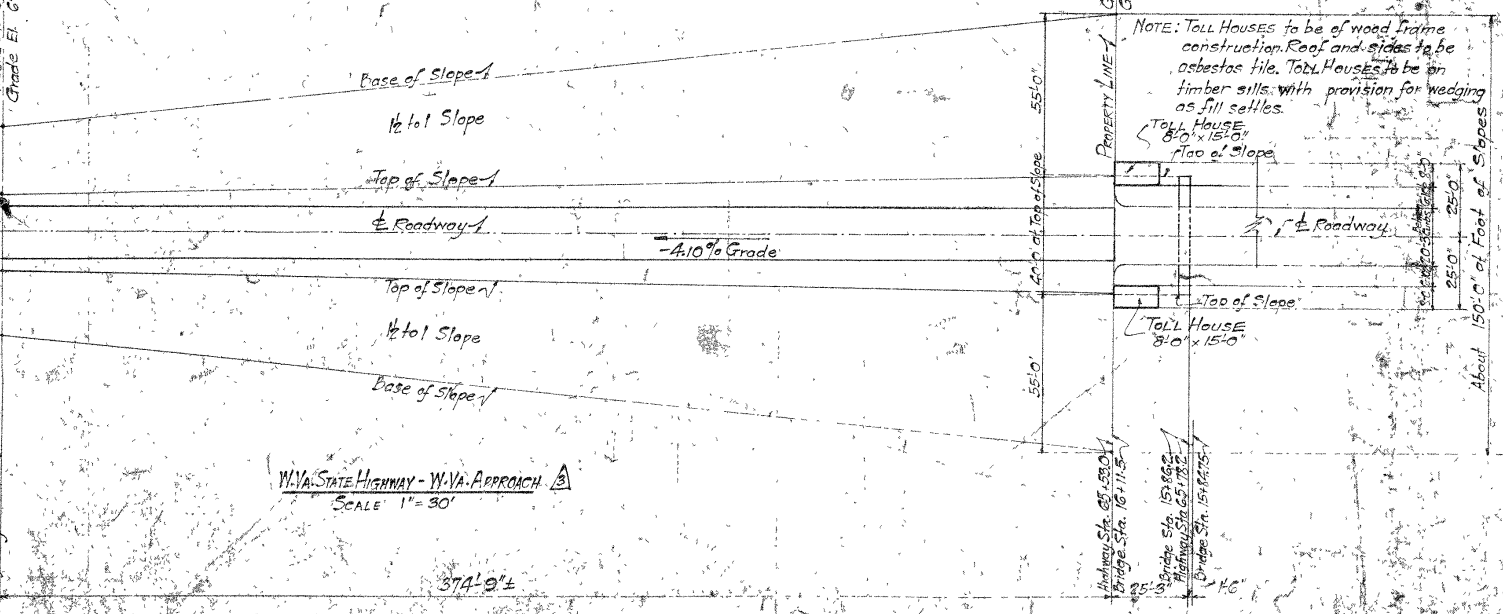 Grade El. 6
Base of Slope
1½ to 1 Slope
Top of Slope
℄ Roadway
-4.10% Grade
Top of Slope
1½ to 1 Slope
Base of Slope
W.VA. STATE HIGHWAY - W.VA. APPROACH 3
SCALE 1" = 30'
374'-9"±
55'-0"
40'-0" at Top of Slope
55'-0"
PROPERTY LINE
NOTE: TOLL HOUSES to be of wood frame
construction. Roof and sides to be
asbestos tile. TOLL HOUSES to be on
timber sills, with provision for wedging
as fill settles.
TOLL HOUSE
8'-0" x 15'-0"
Top of Slope
℄ Roadway
Top of Slope
TOLL HOUSE
8'-0" x 15'-0"
25'-0"
25'-0"
About 150'-0" at Foot of Slopes
Highway Sta. 65+53.0
Bridge Sta. 16+11.5
Bridge Sta. 15+86.2
Highway Sta. 65+78.2
Bridge Sta. 15+84.75
25'-3"
1'-6"